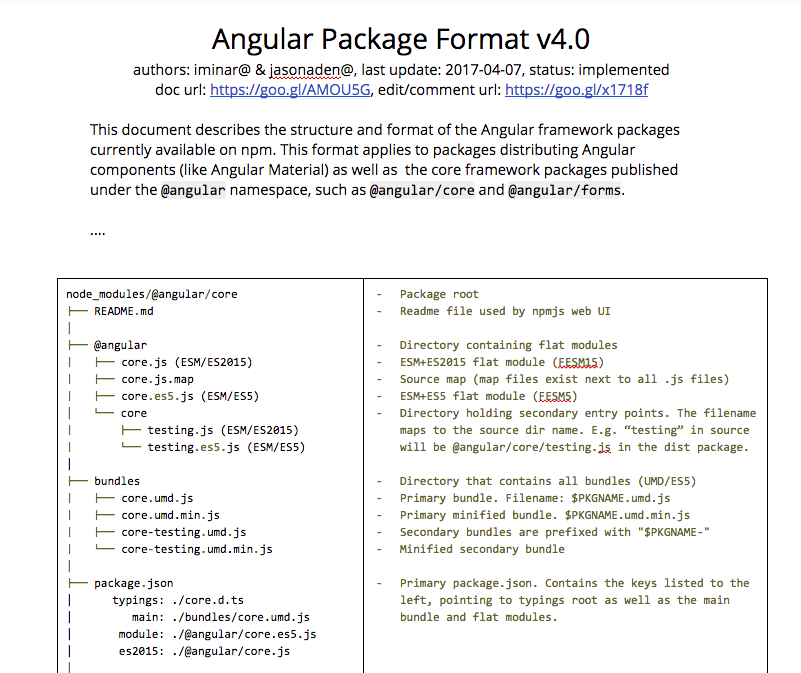 Angular Package Format v4.0
authors: iminar@ & jasonaden@, last update: 2017-04-07, status: implemented
doc url: https://goo.gl/AMOU5G, edit/comment url: https://goo.gl/x1718f
This document describes the structure and format of the Angular framework packages
currently available on npm. This format applies to packages distributing Angular
components (like Angular Material) as well as  the core framework packages published
under the @angular namespace, such as @angular/core and @angular/forms.
....
node_modules/@angular/core - Package root
├── README.md - Readme file used by npmjs web UI
│
├── @angular - Directory containing flat modules
│   ├── core.js (ESM/ES2015) - ESM+ES2015 flat module (FESM15)
│   ├── core.js.map - Source map (map files exist next to all .js files)
│   ├── core.es5.js (ESM/ES5) - ESM+ES5 flat module (FESM5)
│   └── core - Directory holding secondary entry points. The filename
│       ├── testing.js (ESM/ES2015) maps to the source dir name. E.g. “testing” in source
│       └── testing.es5.js (ESM/ES5) will be @angular/core/testing.js in the dist package.
│
├── bundles - Directory that contains all bundles (UMD/ES5)
│   ├── core.umd.js - Primary bundle. Filename: $PKGNAME.umd.js
│   ├── core.umd.min.js - Primary minified bundle. $PKGNAME.umd.min.js
│   ├── core-testing.umd.js - Secondary bundles are prefixed with "$PKGNAME-"
│   └── core-testing.umd.min.js - Minified secondary bundle
│
├── package.json - Primary package.json. Contains the keys listed to the
│      typings: ./core.d.ts left, pointing to typings root as well as the main
│         main: ./bundles/core.umd.js bundle and flat modules.
│       module: ./@angular/core.es5.js
│       es2015: ./@angular/core.js
│